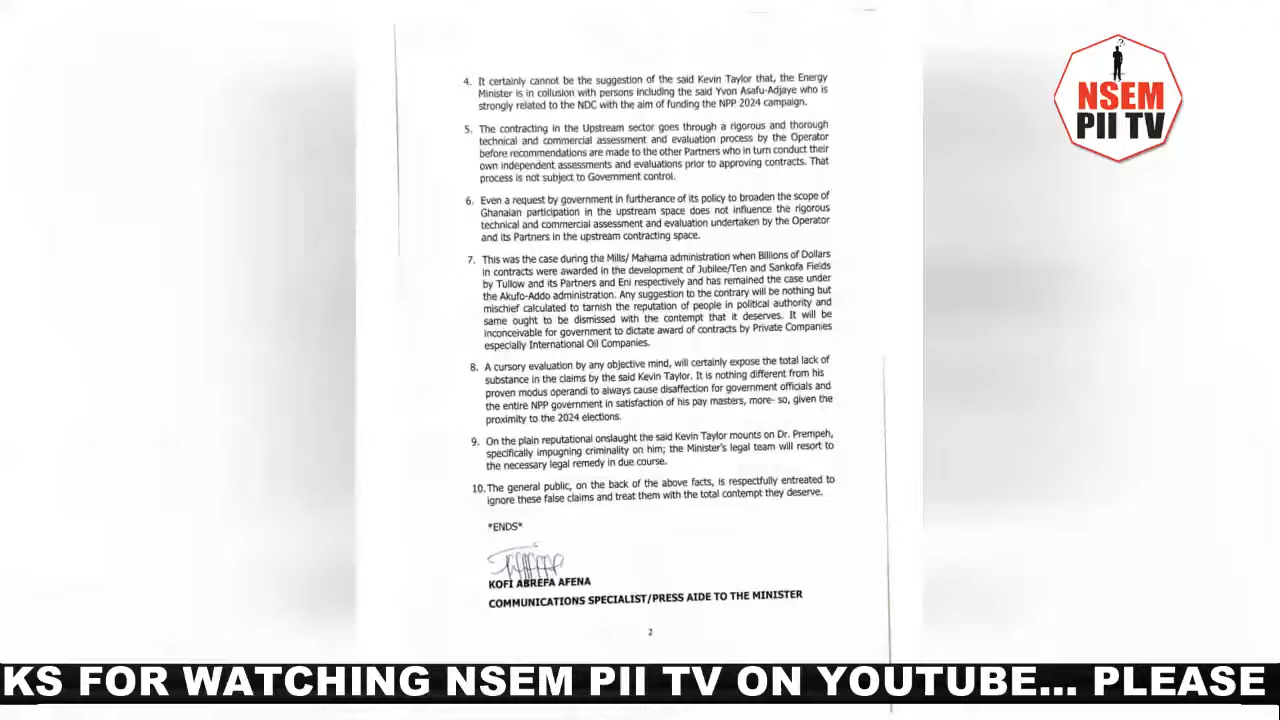 4. It certainly cannot be the suggestion of the said Kevin Taylor that, the Energy
Minister is in collusion with persons including the said Yvon Asafu-Adjaye who is
strongly related to the NDC with the aim of funding the NPP 2024 campaign.
5. The contracting in the Upstream sector goes through a rigorous and thorough
technical and commercial assessment and evaluation process by the Operator
before recommendations are made to the other Partners who in turn conduct their
own independent assessments and evaluations prior to approving contracts. That
process is not subject to Government control.
6. Even a request by government in furtherance of its policy to broaden the scope of
Ghanaian participation in the upstream space does not influence the rigorous
technical and commercial assessment and evaluation undertaken by the Operator
and its Partners in the upstream contracting space.
7. This was the case during the Mills/ Mahama administration when Billions of Dollars
in contracts were awarded in the development of Jubilee/Ten and Sankofa Fields
by Tullow and its Partners and Eni respectively and has remained the case under
the Akufo-Addo administration. Any suggestion to the contrary will be nothing but
mischief calculated to tarnish the reputation of people in political authority and
same ought to be dismissed with the contempt that it deserves. It will be
inconceivable for government to dictate award of contracts by Private Companies
especially International Oil Companies.
8. A cursory evaluation by any objective mind, will certainly expose the total lack of
substance in the claims by the said Kevin Taylor. It is nothing different from his
proven modus operandi to always cause disaffection for government officials and
the entire NPP government in satisfaction of his pay masters, more- so, given the
proximity to the 2024 elections.
9. On the plain reputational onslaught the said Kevin Taylor mounts on Dr. Prempeh,
specifically impugning criminality on him; the Minister's legal team will resort to
the necessary legal remedy in due course.
10. The general public, on the back of the above facts, is respectfully entreated to
ignore these false claims and treat them with the total contempt they deserve.
*ENDS*
KOFI ABREFA AFENA
COMMUNICATIONS SPECIALIST/PRESS AIDE TO THE MINISTER
2
NSEM
PII TV
KS FOR WATCHING NSEM PII TV ON YOUTUBE... PLEASE